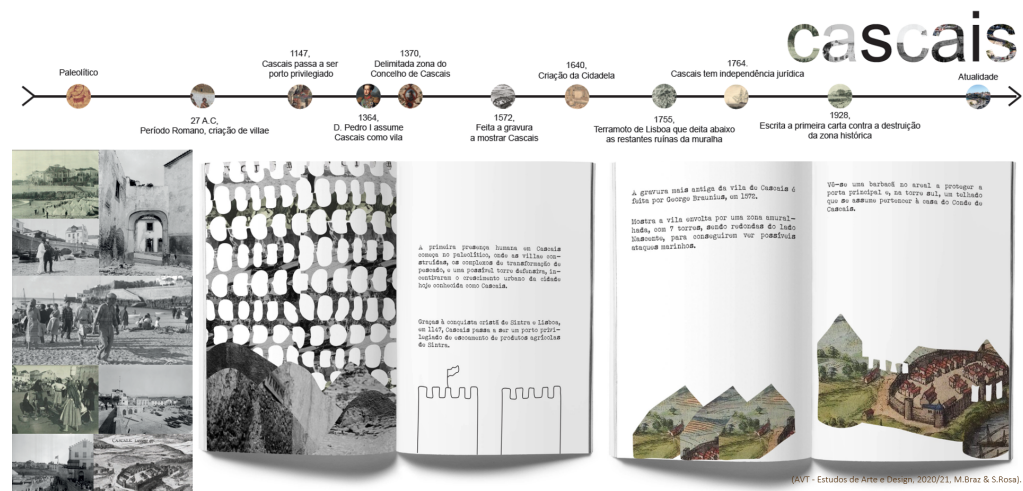 cascais
Paleolítico
27 A.C,
Período Romano, criação de villae
1147,
Cascais passa a ser
porto privilegiado
1364,
D. Pedro I assume
Cascais como vila
1370,
Delimitada zona do
Concelho de Cascais
1572,
Feita a gravura
a mostrar Cascais
1640,
Criação da Cidadela
1755,
Terramoto de Lisboa que deita abaixo
as restantes ruínas da muralha
1764.
Cascais tem independência jurídica
1928,
Escrita a primeira carta contra a destruição
da zona histórica
Atualidade
A primeira presença humana em Cascais
começa no paleolítico, onde as villae con-
struídas, os complexos de transformação de
pescado, e uma possível torre defensiva, in-
centivaram o crescimento urbano da cidade
hoje conhecida como Cascais.
Graças à conquista cristã de Sintra e Lisboa,
em 1147, Cascais passa a ser um porto privi-
legiado de escoamento de produtos agrícolas
de Sintra.
A gravura mais antiga da vila de Cascais é
feita por George Braunius, em 1572.
Mostra a vila envolta por uma zona amural-
hada, com 7 torres, sendo redondas do lado
Nascente, para conseguirem ver possíveis
ataques marinhos.
Vê-se uma barbacã no areal a proteger a
porta principal e, na torre sul, um telhado
que se assume pertencer à casa do Conde de
Cascais.
CASCALE
(AVT - Estudos de Arte e Design, 2020/21, M.Braz & S.Rosa).